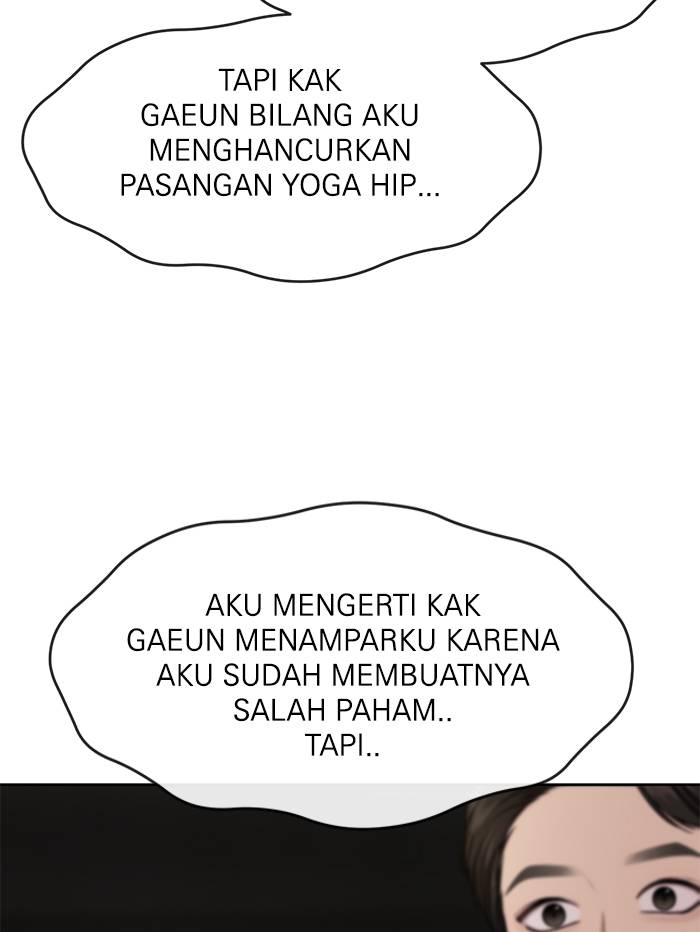 TAPI KAK
GAEUN BILANG AKU
MENGHANCURKAN
PASANGAN YOGA HIP...
AKU MENGERTI KAK
GAEUN MENAMPARKU KARENA
AKU SUDAH MEMBUATNYA
SALAH PAHAM..
TAPI..